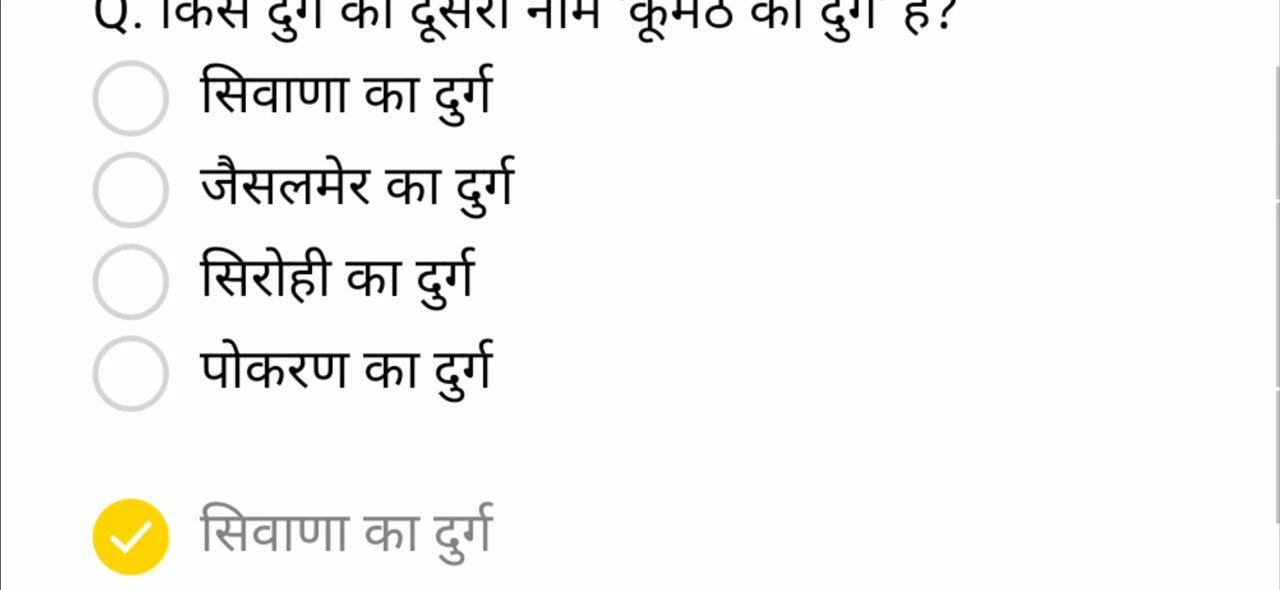 Q. किस दुर्ग का दूसरा नाम 'कूमठ का दुर्ग' है?
सिवाणा का दुर्ग
जैसलमेर का दुर्ग
सिरोही का दुर्ग
पोकरण का दुर्ग
सिवाणा का दुर्ग